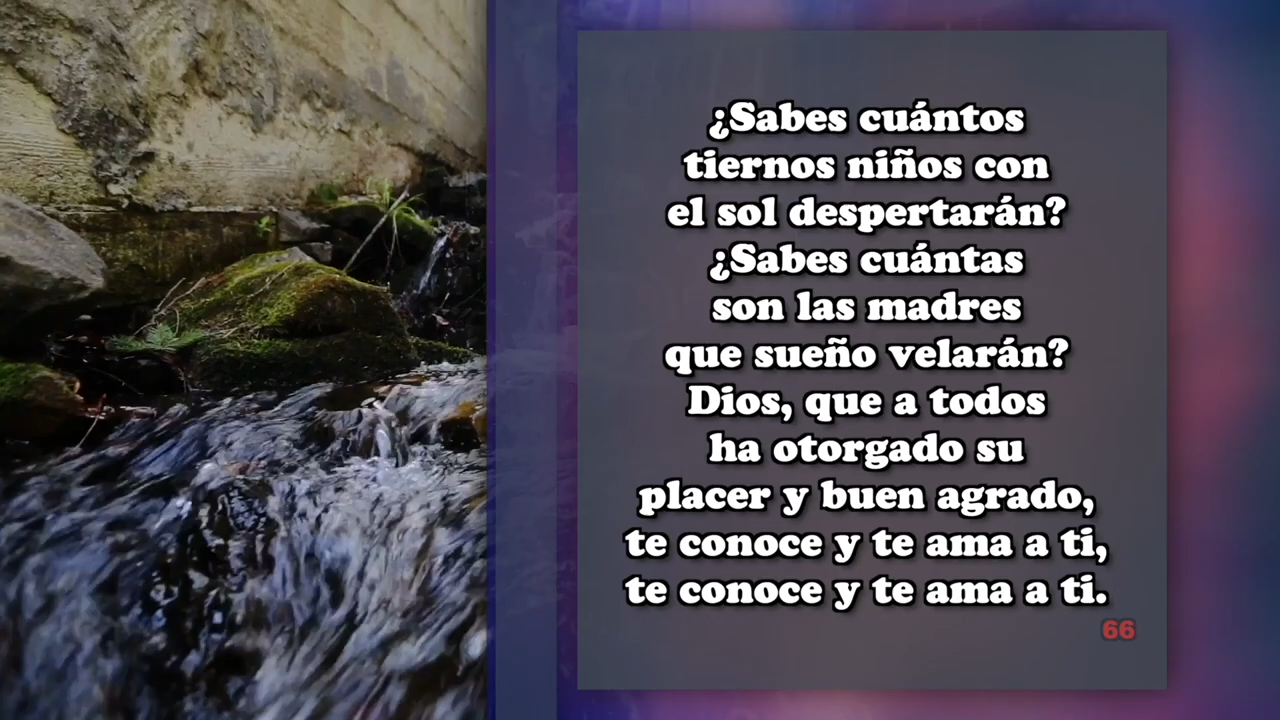 ¿Sabes cuántos
tiernos niños con
el sol despertarán?
¿Sabes cuántas
son las madres
que sueño velarán?
Dios, que a todos
ha otorgado su
placer y buen agrado,
te conoce y te ama a ti,
te conoce y te ama a ti.
66